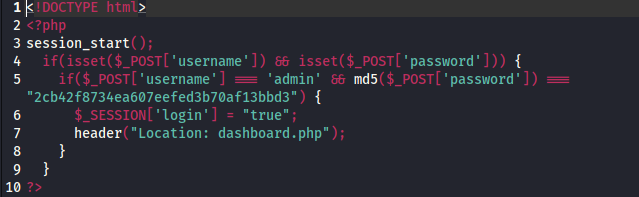 1 <!DOCTYPE html>
2 <?php
3 session_start();
4   if(isset($_POST['username']) && isset($_POST['password'])) {
5     if($_POST['username'] === 'admin' && md5($_POST['password']) ===
"2cb42f8734ea607eefed3b70af13bbd3") {
6       $_SESSION['login'] = "true";
7       header("Location: dashboard.php");
8     }
9   }
10 ?>